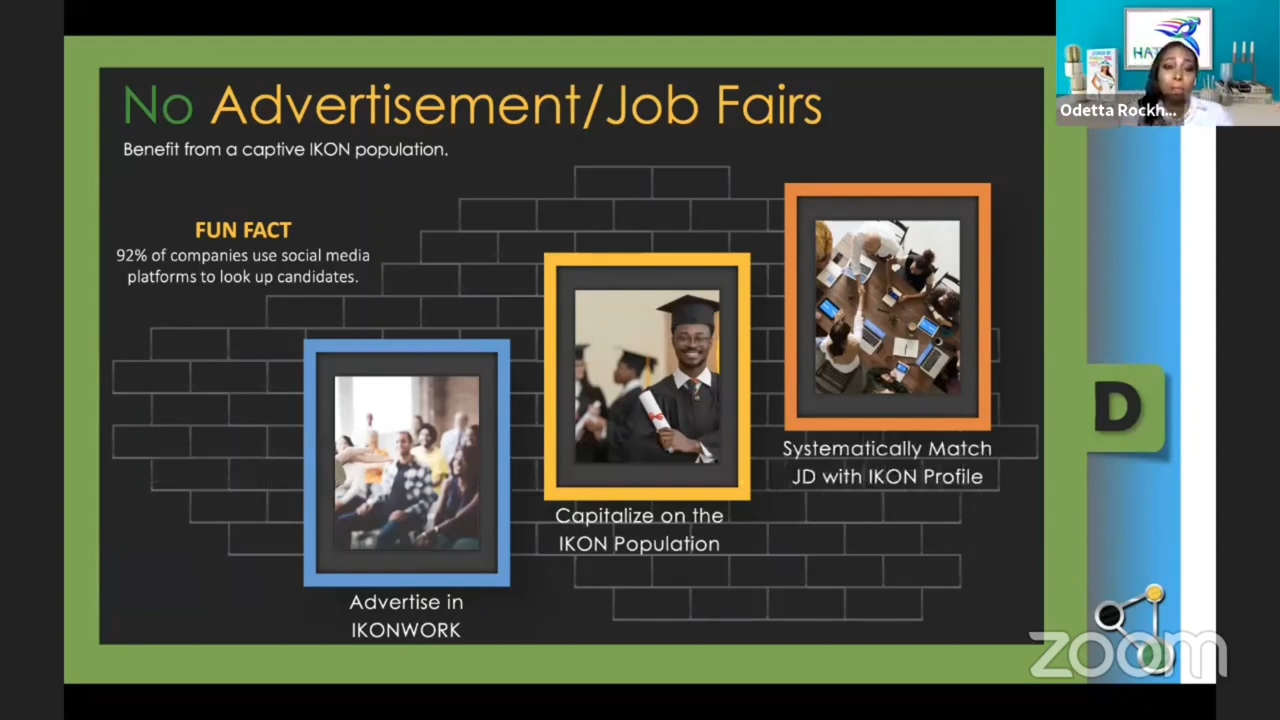 No Advertisement/Job Fairs
Benefit from a captive IKON population.
FUN FACT
92% of companies use social media
platforms to look up candidates.
Advertise in
IKONWORK
Capitalize on the
IKON Population
Systematically Match
JD with IKON Profile
Odetta Rockh...
D
zoom